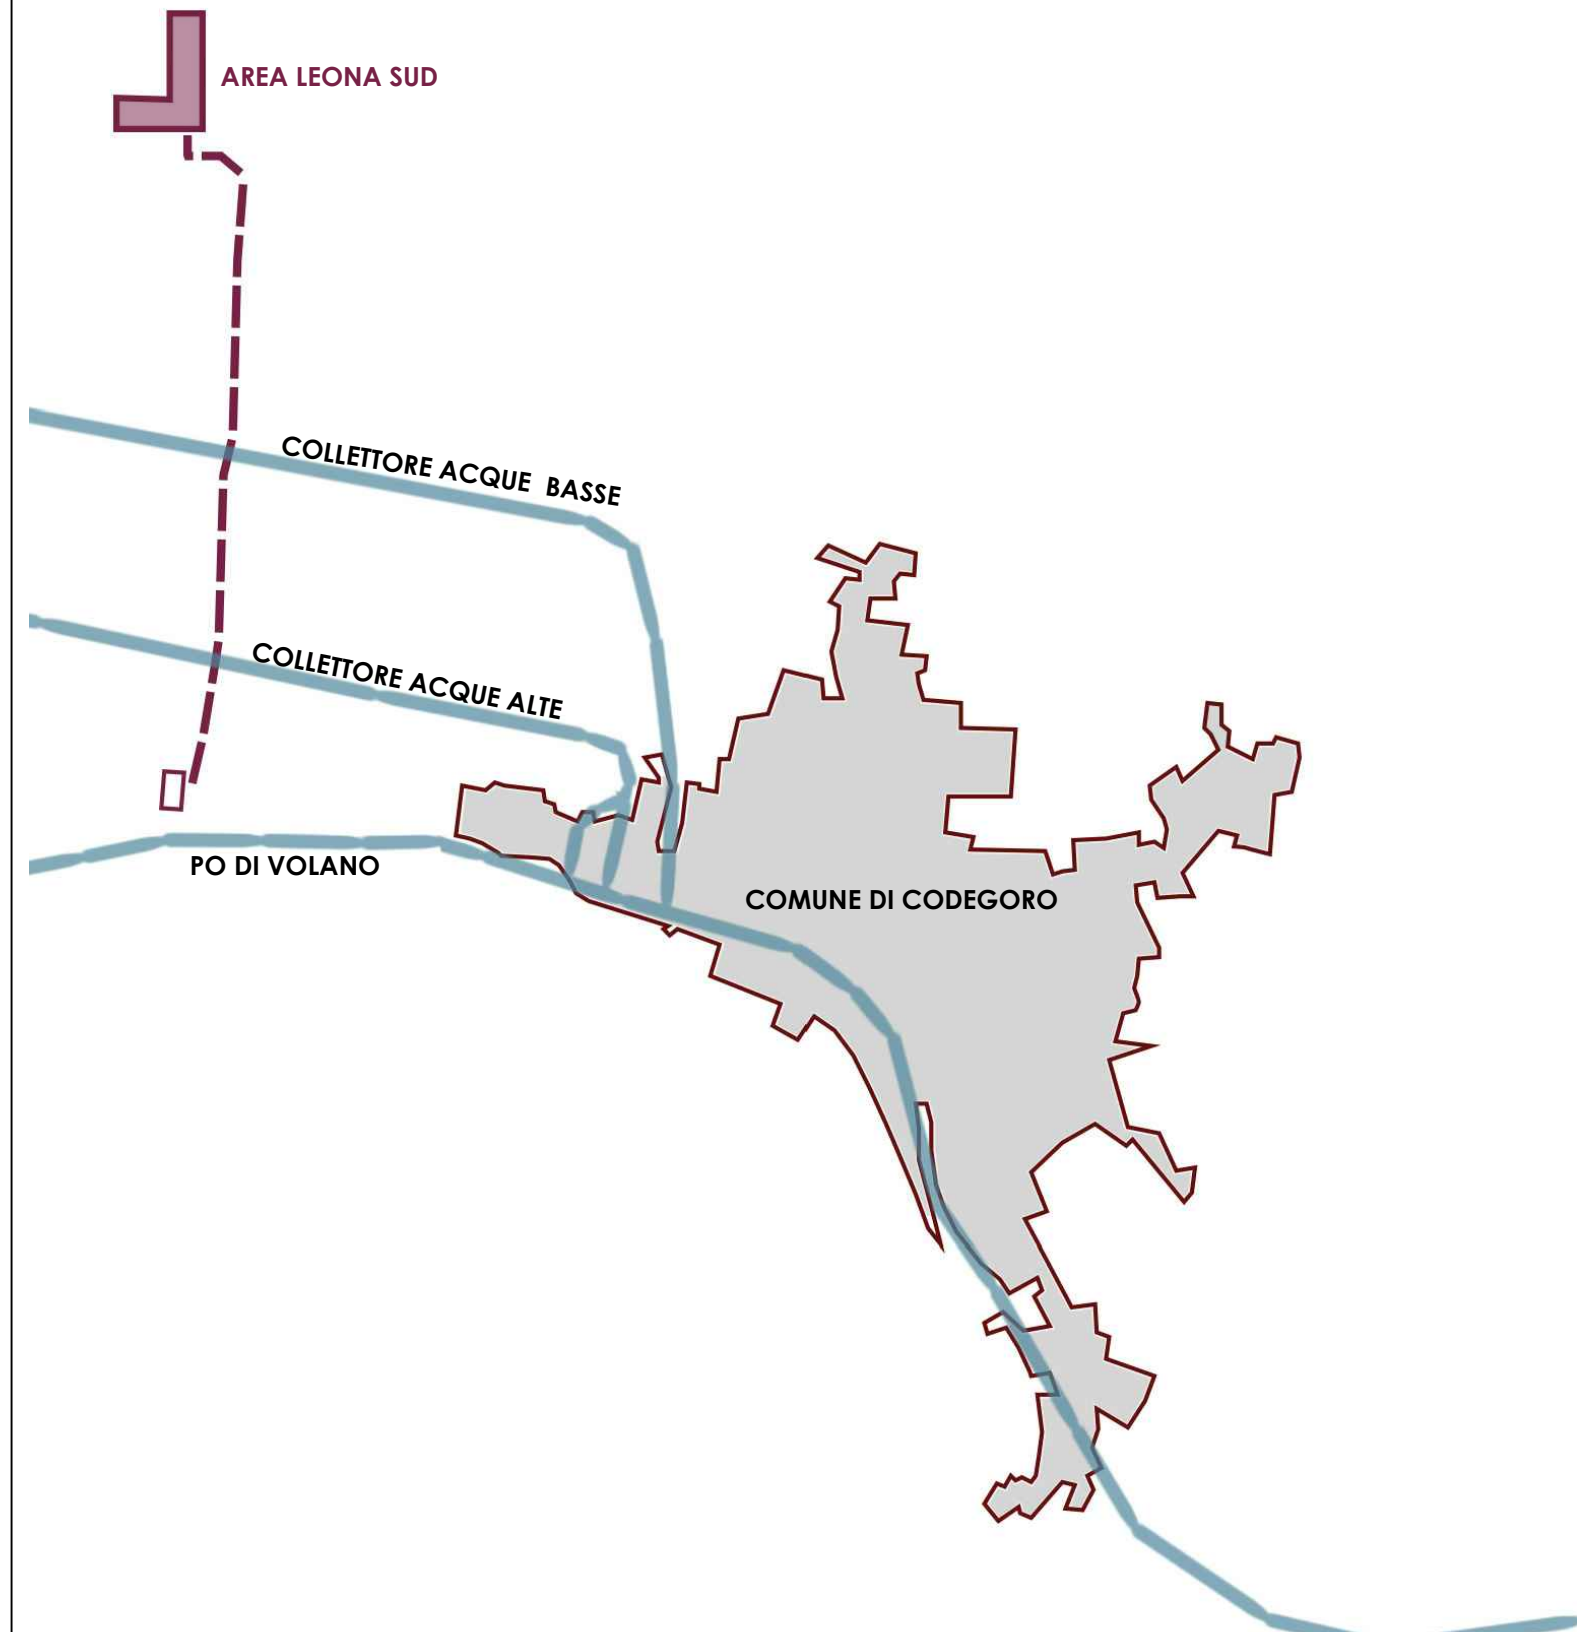 AREA LEONA SUD
COLLETTORE ACQUE BASSE
COLLETTORE ACQUE ALTE
PO DI VOLANO
COMUNE DI CODEGORO